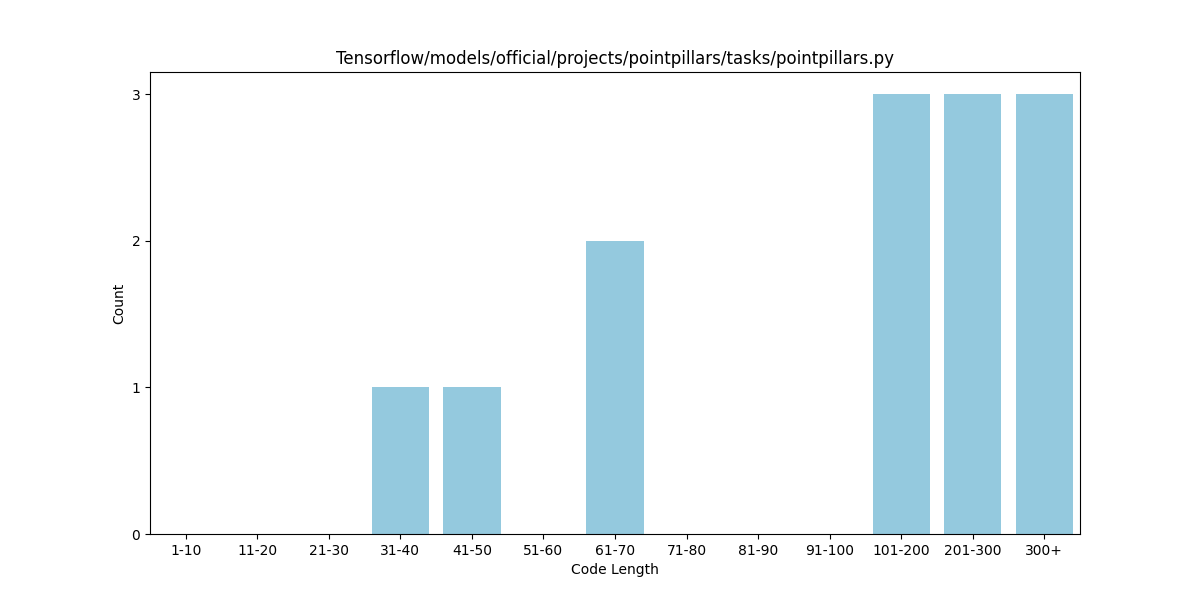 Tensorflow/models/official/projects/pointpillars/tasks/pointpillars.py
3
2
1
0
Count
1-10 11-20 21-30 31-40 41-50 51-60 61-70 71-80 81-90 91-100 101-200 201-300 300+
Code Length